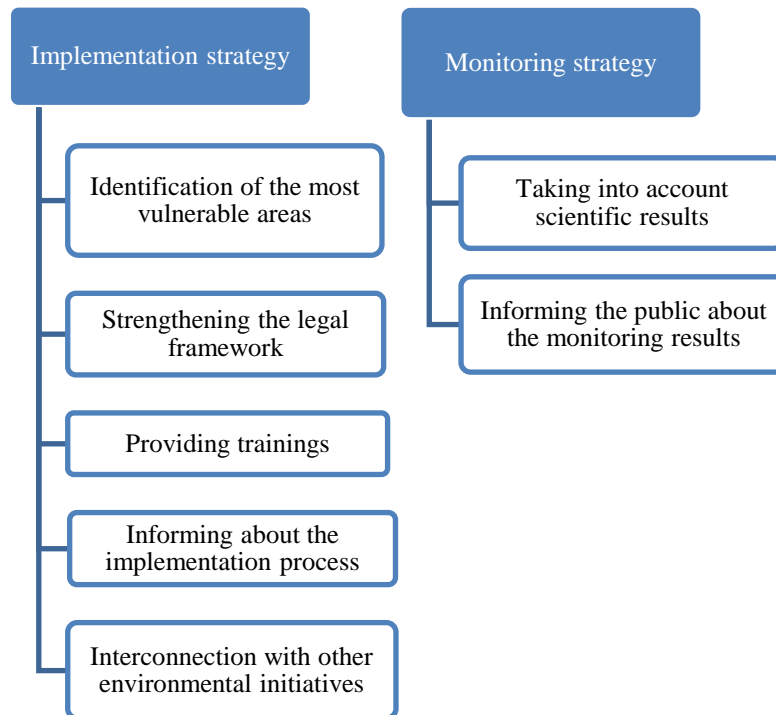 Implementation strategy
Identification of the most
vulnerable areas
Strengthening the legal
framework
Providing trainings
Informing about the
implementation process
Interconnection with other
environmental initiatives
Monitoring strategy
Taking into account
scientific results
Informing the public about
the monitoring results